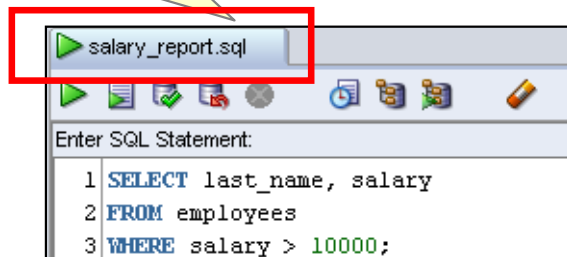 salary_report.sql
Enter SQL Statement:
1 SELECT last_name, salary
2 FROM employees
3 WHERE salary > 10000;